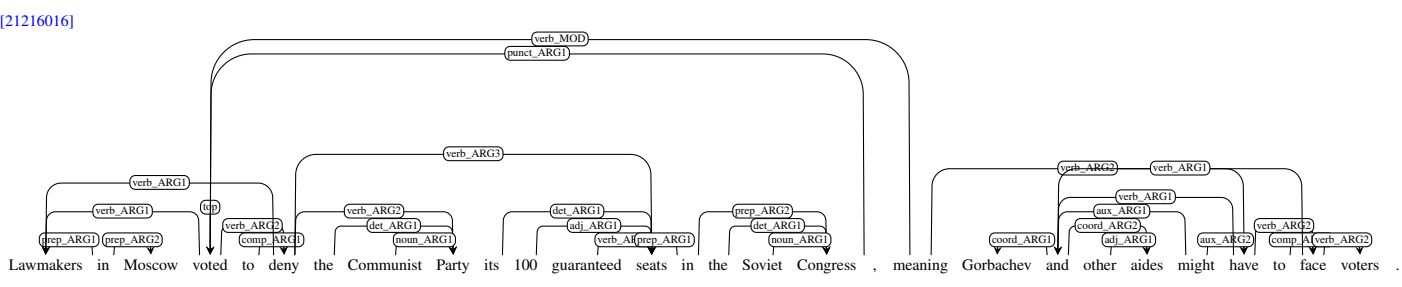 [21216016]
verb_MOD
punct_ARG1
verb_ARG3
verb_ARG2 verb_ARG1
verb_ARG1
verb_ARG1
top verb_ARG1 verb_ARG2 det_ARG1 prep_ARG2 aux_ARG1
verb_ARG2 det_ARG1 adj_ARG1 det_ARG1 coord_ARG2 verb_ARG2
prep_ARG1 prep_ARG2 comp_ARG1 noun_ARG1 prep_ARG1 noun_ARG1 coord_ARG1 adj_ARG1 aux_ARG2 verb_ARG2
Lawmakers in Moscow voted to deny the Communist Party its 100 guaranteed seats in the Soviet Congress , meaning Gorbachev and other aides might have to face voters .